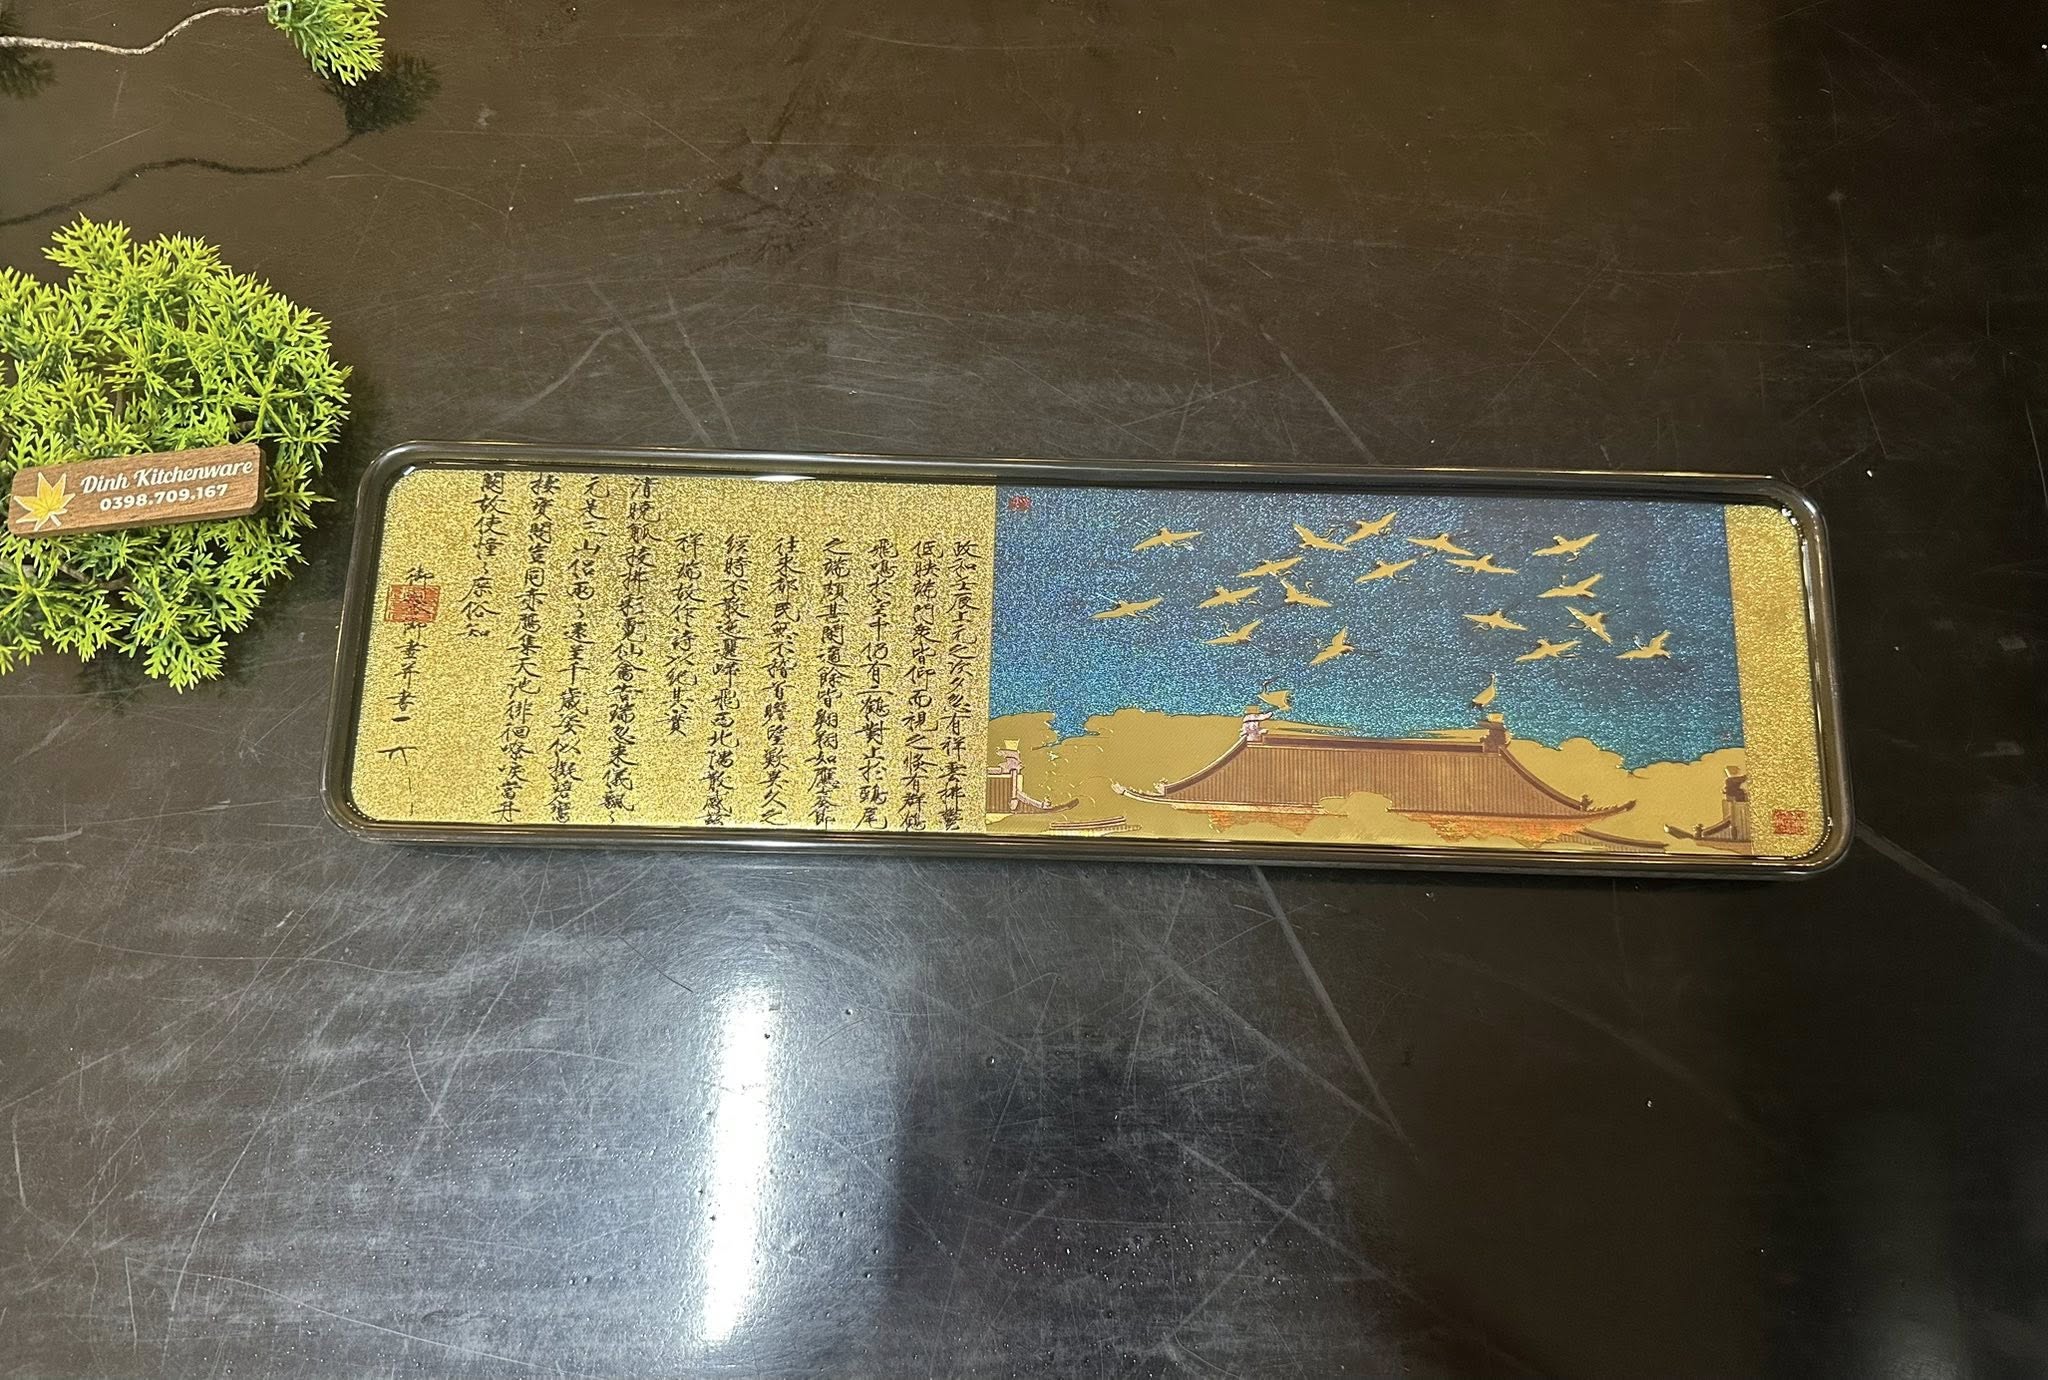 Dinh Kitchenware
0398.709.167
政和壬辰上元之次夕忽有祥雲拂鬱
低映端門衆皆仰而視之倐有群鶴
飛鳴於空中仍有二鶴對止於鴟尾
之端頗甚閑適餘皆翱翔如應奏節
往來都民無不稽首瞻望歎異久之
經時不散迤邐歸飛西北隅散感茲
祥瑞故作詩以紀其實
清曉觚稜拂彩霓仙禽告瑞忽來儀飄〻
元是三山侶兩〻還呈千歲姿似擬碧鸞
棲寶閣豈同赤鴈集天池徘徊嘹唳當丹
闕故使憧〻庶俗知
御製御畫并書